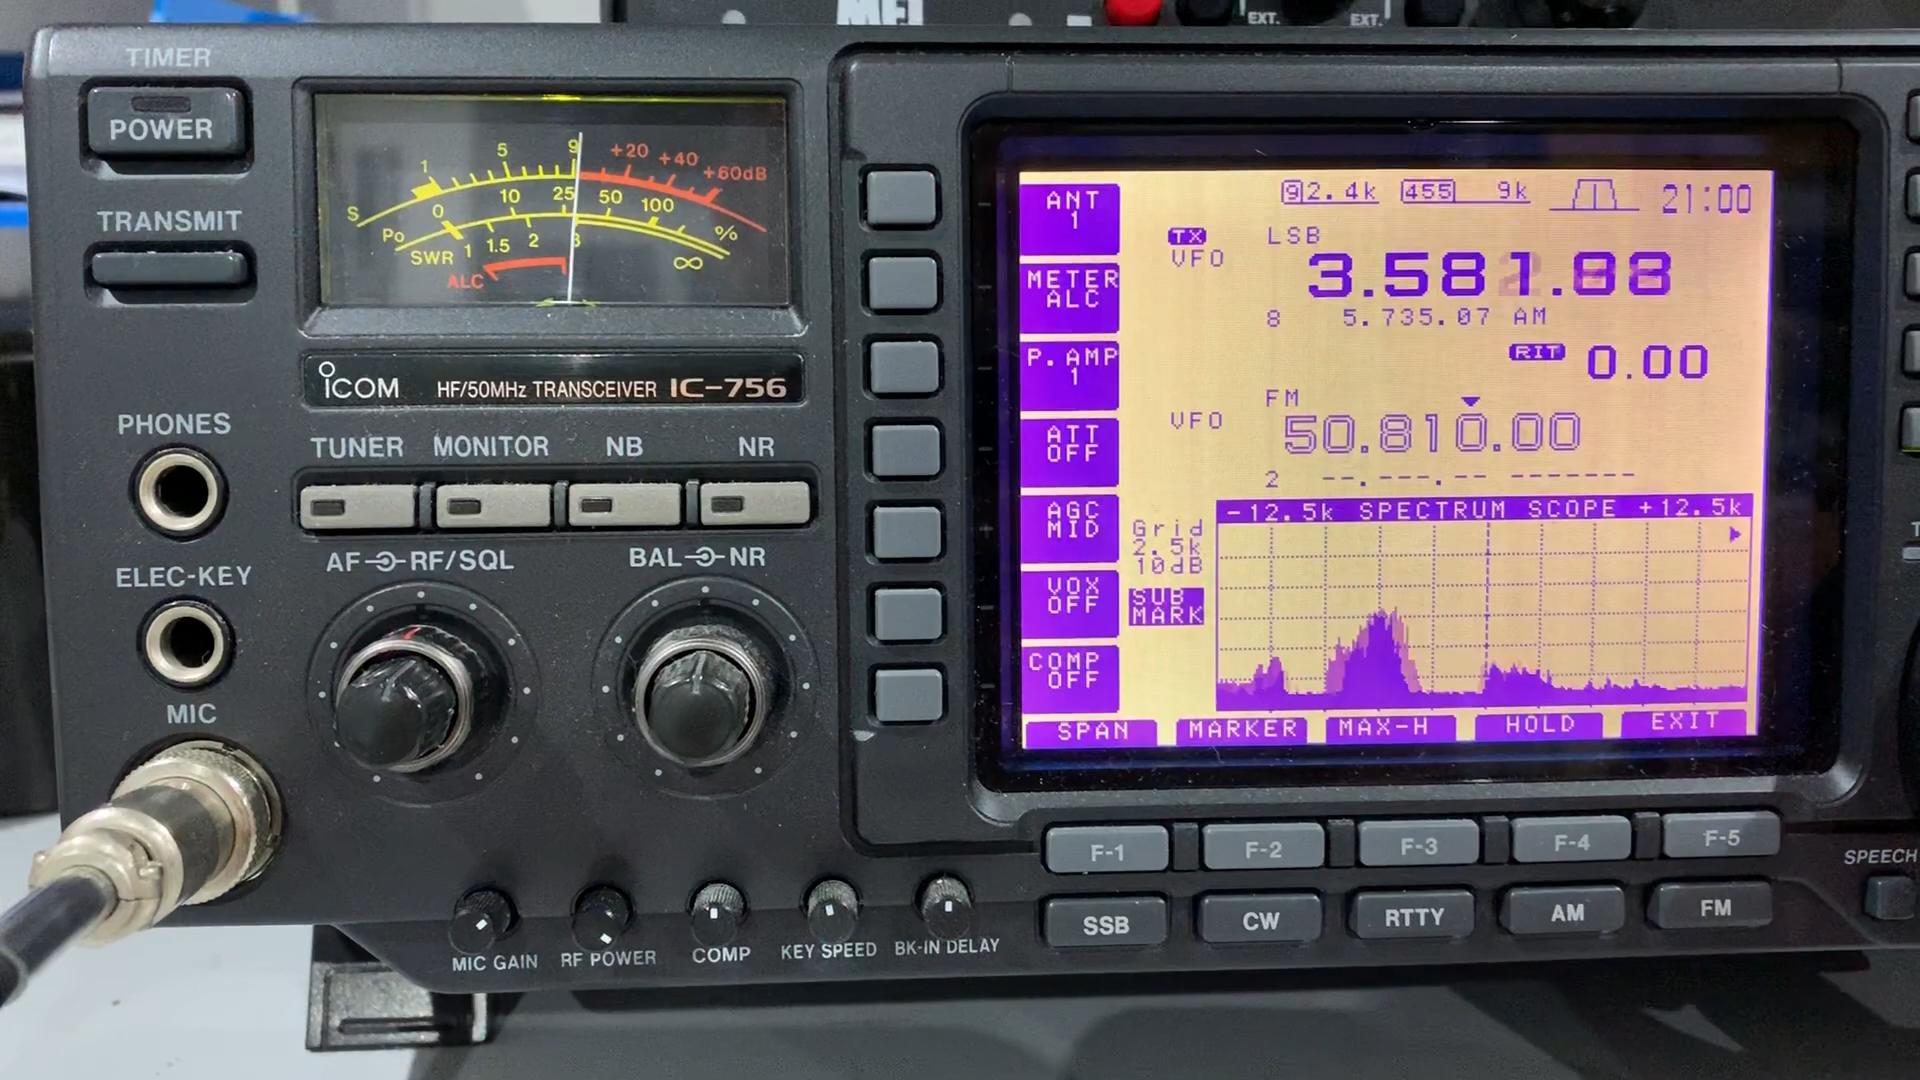 EXT.
EXT.
TIMER
POWER
TRANSMIT
PHONES
ELEC-KEY
MIC
1 5 9 +20 +40 +60dB
S
0 10 25 50 100 %
Po
SWR 1 1.5 2 3 ∞
ALC
ICOM HF/50MHz TRANSCEIVER IC-756
TUNER MONITOR NB NR
AF RF/SQL BAL NR
MIC GAIN RF POWER COMP KEY SPEED BK-IN DELAY
ANT
1
METER
ALC
P.AMP
1
ATT
OFF
AGC
MID
VOX
OFF
COMP
OFF
9 2.4k 455 9k 21:00
TX LSB
VFO 3.581.88
8 5.735.07 AM
RIT 0.00
FM
VFO 50.810.00
2 --.---.-- -------
-12.5k SPECTRUM SCOPE +12.5k
Grid
2.5k
10dB
SUB
MARK
SPAN MARKER MAX-H HOLD EXIT
F-1 F-2 F-3 F-4 F-5
SSB CW RTTY AM FM
SPEECH